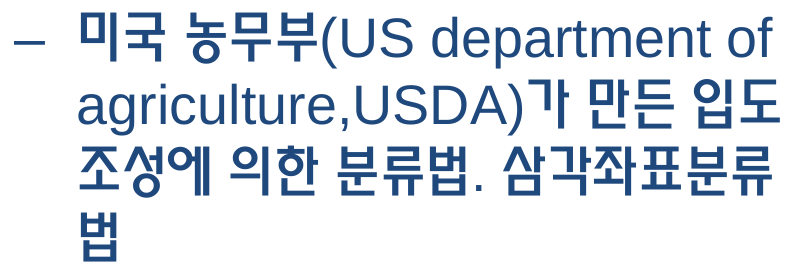 – 미국 농무부(US department of
agriculture,USDA)가 만든 입도
조성에 의한 분류법. 삼각좌표분류
법